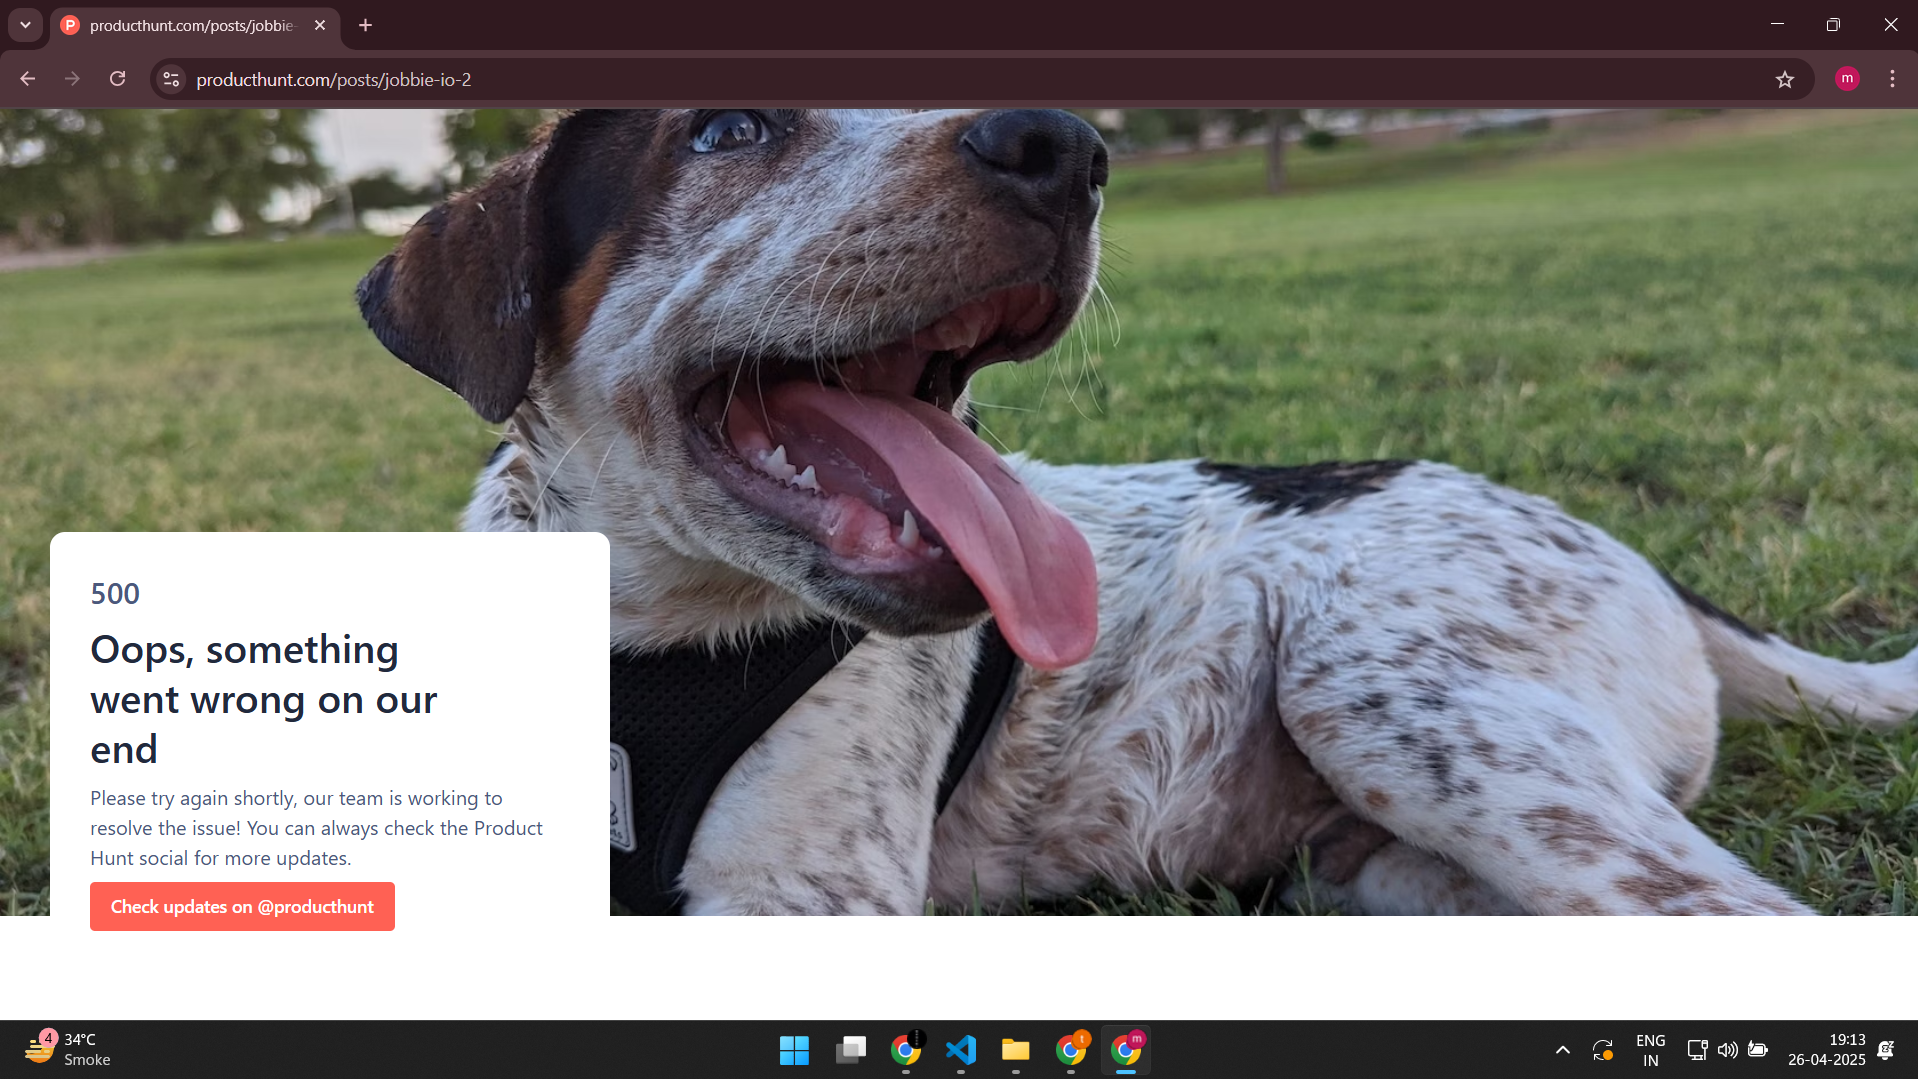 producthunt.com/posts/jobbie-
producthunt.com/posts/jobbie-io-2
m
500
Oops, something
went wrong on our
end
Please try again shortly, our team is working to
resolve the issue! You can always check the Product
Hunt social for more updates.
Check updates on @producthunt
4
34°C
Smoke
t
m
ENG
IN
19:13
26-04-2025